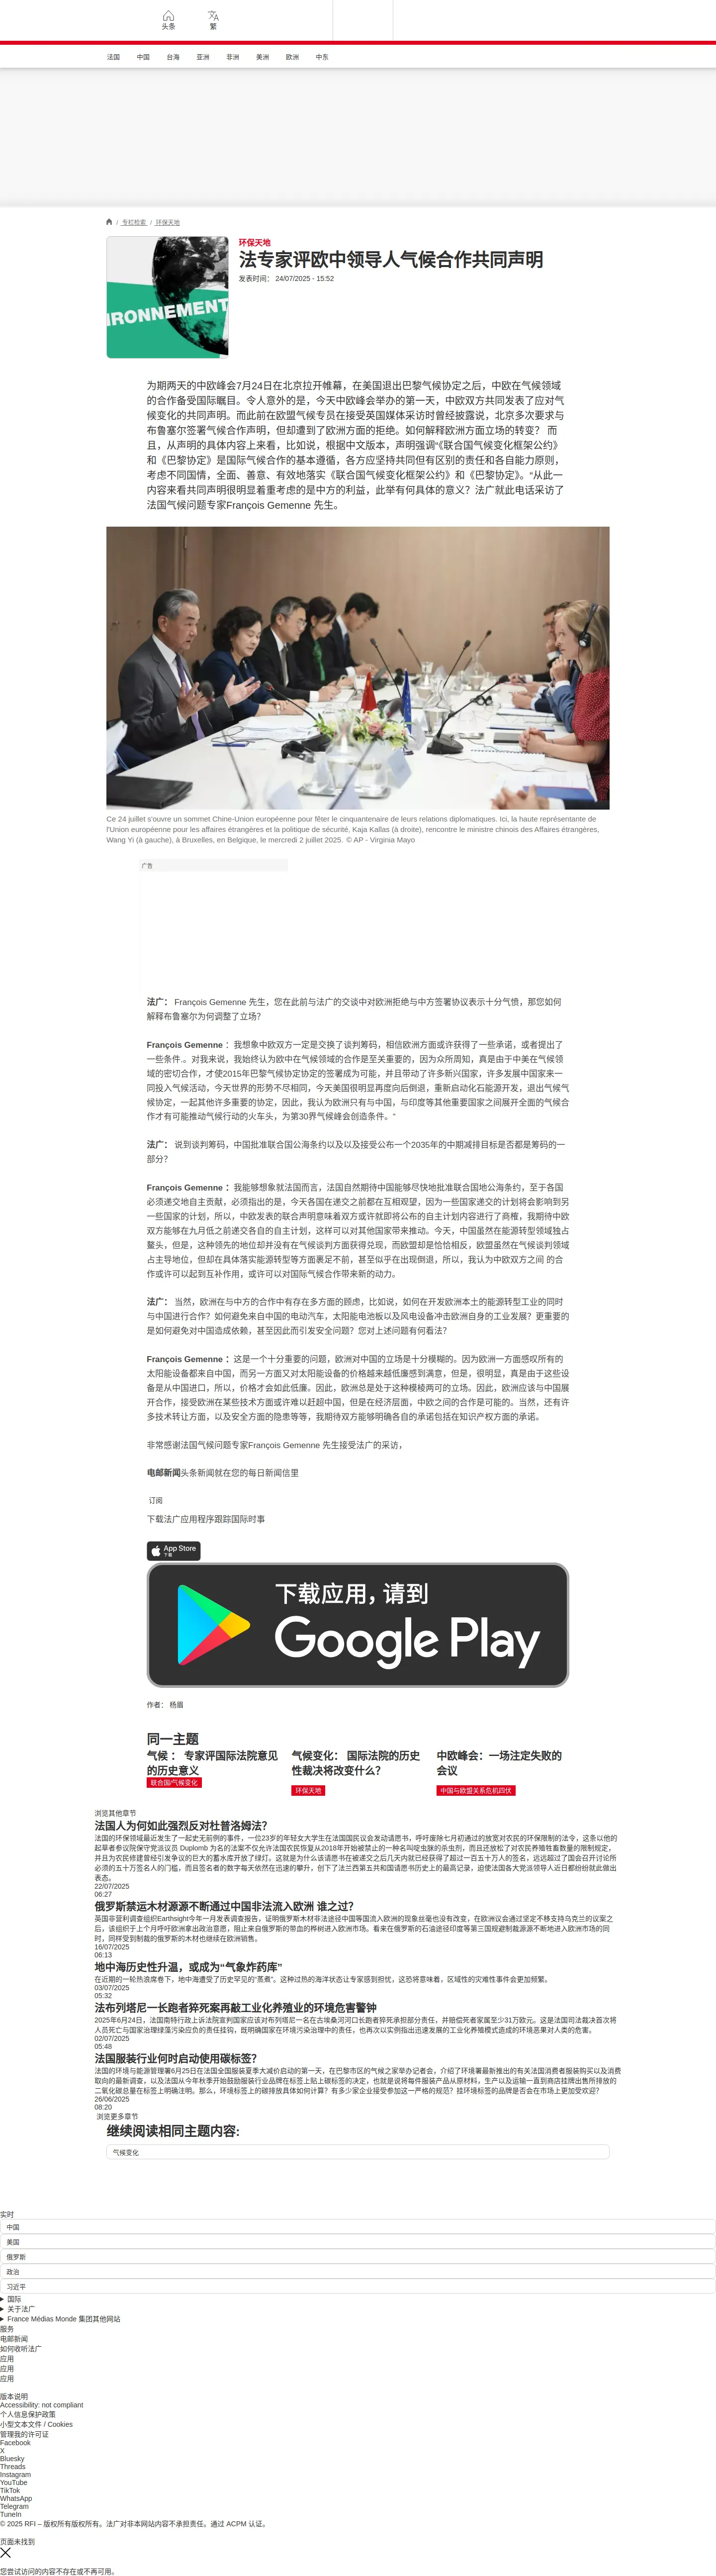 头条
繁
法国 中国 台海 亚洲 非洲 美洲 欧洲 中东
/ 专栏检索 / 环保天地
IRONNEMENT
环保天地
法专家评欧中领导人气候合作共同声明
发表时间： 24/07/2025 - 15:52
为期两天的中欧峰会7月24日在北京拉开帷幕，在美国退出巴黎气候协定之后，中欧在气候领域
的合作备受国际瞩目。令人意外的是，今天中欧峰会举办的第一天，中欧双方共同发表了应对气
候变化的共同声明。而此前在欧盟气候专员在接受英国媒体采访时曾经披露说，北京多次要求与
布鲁塞尔签署气候合作声明，但却遭到了欧洲方面的拒绝。如何解释欧洲方面立场的转变？ 而
且，从声明的具体内容上来看，比如说，根据中文版本，声明强调“《联合国气候变化框架公约》
和《巴黎协定》是国际气候合作的基本遵循，各方应坚持共同但有区别的责任和各自能力原则，
考虑不同国情，全面、善意、有效地落实《联合国气候变化框架公约》和《巴黎协定》。“从此一
内容来看共同声明很明显着重考虑的是中方的利益，此举有何具体的意义？法广就此电话采访了
法国气候问题专家François Gemenne 先生。
Ce 24 juillet s'ouvre un sommet Chine-Union européenne pour fêter le cinquantenaire de leurs relations diplomatiques. Ici, la haute représentante de
l'Union européenne pour les affaires étrangères et la politique de sécurité, Kaja Kallas (à droite), rencontre le ministre chinois des Affaires étrangères,
Wang Yi (à gauche), à Bruxelles, en Belgique, le mercredi 2 juillet 2025. © AP - Virginia Mayo
广告
法广： François Gemenne 先生，您在此前与法广的交谈中对欧洲拒绝与中方签署协议表示十分气愤，那您如何
解释布鲁塞尔为何调整了立场？
François Gemenne ：我想象中欧双方一定是交换了谈判筹码，相信欧洲方面或许获得了一些承诺，或者提出了
一些条件.。对我来说，我始终认为欧中在气候领域的合作是至关重要的，因为众所周知，真是由于中美在气候领
域的密切合作，才使2015年巴黎气候协定协定的签署成为可能，并且带动了许多新兴国家，许多发展中国家来一
同投入气候活动，今天世界的形势不尽相同，今天美国很明显再度向后倒退，重新启动化石能源开发，退出气候气
候协定，一起其他许多重要的协定，因此，我认为欧洲只有与中国，与印度等其他重要国家之间展开全面的气候合
作才有可能推动气候行动的火车头，为第30界气候峰会创造条件。“
法广： 说到谈判筹码，中国批准联合国公海条约以及以及接受公布一个2035年的中期减排目标是否都是筹码的一
部分？
François Gemenne： 我能够想象就法国而言，法国自然期待中国能够尽快地批准联合国地公海条约，至于各国
必须递交地自主贡献，必须指出的是，今天各国在递交之前都在互相观望，因为一些国家递交的计划将会影响到另
一些国家的计划，所以，中欧发表的联合声明意味着双方或许就即将公布的自主计划内容进行了商榷，我期待中欧
双方能够在九月低之前递交各自的自主计划，这样可以对其他国家带来推动。今天，中国虽然在能源转型领域独占
鳌头，但是，这种领先的地位却并没有在气候谈判方面获得兑现，而欧盟却是恰恰相反，欧盟虽然在气候谈判领域
占主导地位，但却在具体落实能源转型等方面裹足不前，甚至似乎在出现倒退，所以，我认为中欧双方之间 的合
作或许可以起到互补作用，或许可以对国际气候合作带来新的动力。
法广： 当然，欧洲在与中方的合作中有存在多方面的顾虑，比如说，如何在开发欧洲本土的能源转型工业的同时
与中国进行合作？如何避免来自中国的电动汽车，太阳能电池板以及风电设备冲击欧洲自身的工业发展？更重要的
是如何避免对中国造成依赖，甚至因此而引发安全问题？您对上述问题有何看法？
François Gemenne： 这是一个十分重要的问题，欧洲对中国的立场是十分模糊的。因为欧洲一方面感叹所有的
太阳能设备都来自中国，而另一方面又对太阳能设备的价格越来越低廉感到满意，但是，很明显，真是由于这些设
备是从中国进口，所以，价格才会如此低廉。因此，欧洲总是处于这种模棱两可的立场。因此，欧洲应该与中国展
开合作，接受欧洲在某些技术方面或许难以赶超中国，但是在经济层面，中欧之间的合作是可能的。当然，还有许
多技术转让方面，以及安全方面的隐患等等，我期待双方能够明确各自的承诺包括在知识产权方面的承诺。
非常感谢法国气候问题专家François Gemenne 先生接受法广的采访，
电邮新闻头条新闻就在您的每日新闻信里
订阅
下载法广应用程序跟踪国际时事
App Store
下载
下载应用，请到
Google Play
作者： 杨眉
同一主题
气候 ： 专家评国际法院意见
的历史意义
联合国/气候变化
气候变化： 国际法院的历史
性裁决将改变什么？
环保天地
中欧峰会：一场注定失败的
会议
中国与欧盟关系危机四伏
浏览其他章节
法国人为何如此强烈反对杜普洛姆法？
法国的环保领域最近发生了一起史无前例的事件，一位23岁的年轻女大学生在法国国民议会发动请愿书，呼吁废除七月初通过的放宽对农民的环保限制的法令，这条以他的
起草者参议院保守党派议员 Duplomb 为名的法案不仅允许法国农民恢复从2018年开始被禁止的一种名叫啶虫脒的杀虫剂，而且还放松了对农民养殖牲畜数量的限制规定，
并且为农民修建曾经引发争议的巨大的蓄水库开放了绿灯。这就是为什么该请愿书在被递交之后几天内就已经获得了超过一百五十万人的签名，远远超过了国会召开讨论所
必须的五十万签名人的门槛，而且签名者的数字每天依然在迅速的攀升，创下了法兰西第五共和国请愿书历史上的最高记录，迫使法国各大党派领导人近日都纷纷就此做出
表态。
22/07/2025
06:27
俄罗斯禁运木材源源不断通过中国非法流入欧洲 谁之过？
英国非营利调查组织Earthsight今年一月发表调查报告，证明俄罗斯木材非法途径中国等国流入欧洲的现象丝毫也没有改变，在欧洲议会通过坚定不移支持乌克兰的议案之
后，该组织于上个月呼吁欧洲拿出政治意愿，阻止来自俄罗斯的带血的桦树进入欧洲市场。看来在俄罗斯的石油途径印度等第三国规避制裁源源不断地进入欧洲市场的同
时，同样受到制裁的俄罗斯的木材也继续在欧洲销售。
16/07/2025
06:13
地中海历史性升温，或成为“气象炸药库”
在近期的一轮热浪席卷下，地中海遭受了历史罕见的“蒸煮”。这种过热的海洋状态让专家感到担忧，这恐将意味着，区域性的灾难性事件会更加频繁。
03/07/2025
05:32
法布列塔尼一长跑者猝死案再敲工业化养殖业的环境危害警钟
2025年6月24日，法国南特行政上诉法院宣判国家应该对布列塔尼一名在古埃桑河河口长跑者猝死承担部分责任，并赔偿死者家属至少31万欧元。这是法国司法裁决首次将
人员死亡与国家治理绿藻污染应负的责任挂钩，既明确国家在环境污染治理中的责任，也再次以实例指出迅速发展的工业化养殖模式造成的环境恶果对人类的危害。
02/07/2025
05:48
法国服装行业何时启动使用碳标签？
法国的环境与能源管理署6月25日在法国全国服装夏季大减价启动的第一天，在巴黎市区的气候之家举办记者会，介绍了环境署最新推出的有关法国消费者服装购买以及消费
取向的最新调查，以及法国从今年秋季开始鼓励服装行业品牌在标签上贴上碳标签的决定，也就是说将每件服装产品从原材料，生产以及运输一直到商店挂牌出售所排放的
二氧化碳总量在标签上明确注明。那么，环境标签上的碳排放具体如何计算？有多少家企业接受参加这一严格的规范？挂环境标签的品牌是否会在市场上更加受欢迎？
26/06/2025
08:20
浏览更多章节
继续阅读相同主题内容:
气候变化
实时
中国
美国
俄罗斯
政治
习近平
国际
关于法广
France Médias Monde 集团其他网站
服务
电邮新闻
如何收听法广
应用
应用
应用
版本说明
Accessibility: not compliant
个人信息保护政策
小型文本文件 / Cookies
管理我的许可证
Facebook
X
Bluesky
Threads
Instagram
YouTube
TikTok
WhatsApp
Telegram
TuneIn
© 2025 RFI – 版权所有版权所有。法广对非本网站内容不承担责任。通过 ACPM 认证。
页面未找到
您尝试访问的内容不存在或不再可用。